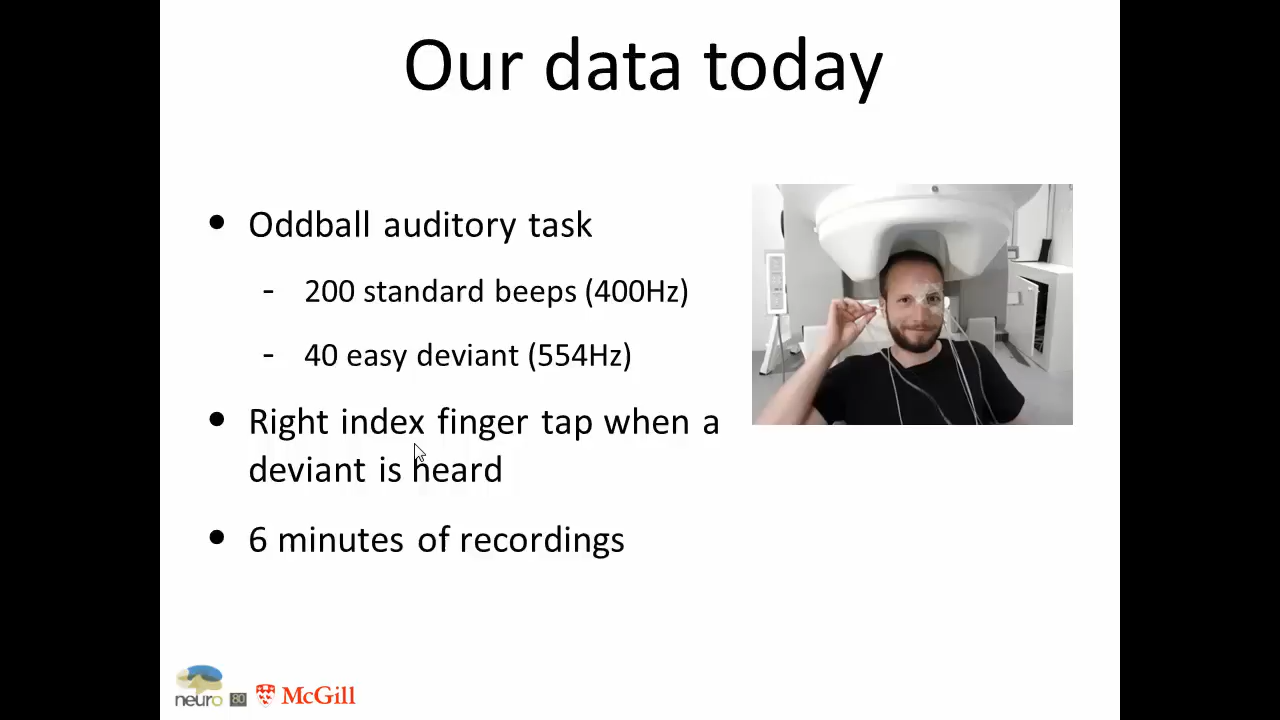 Our data today
• Oddball auditory task
- 200 standard beeps (400Hz)
- 40 easy deviant (554Hz)
• Right index finger tap when a
deviant is heard
• 6 minutes of recordings
neuro 80 McGill